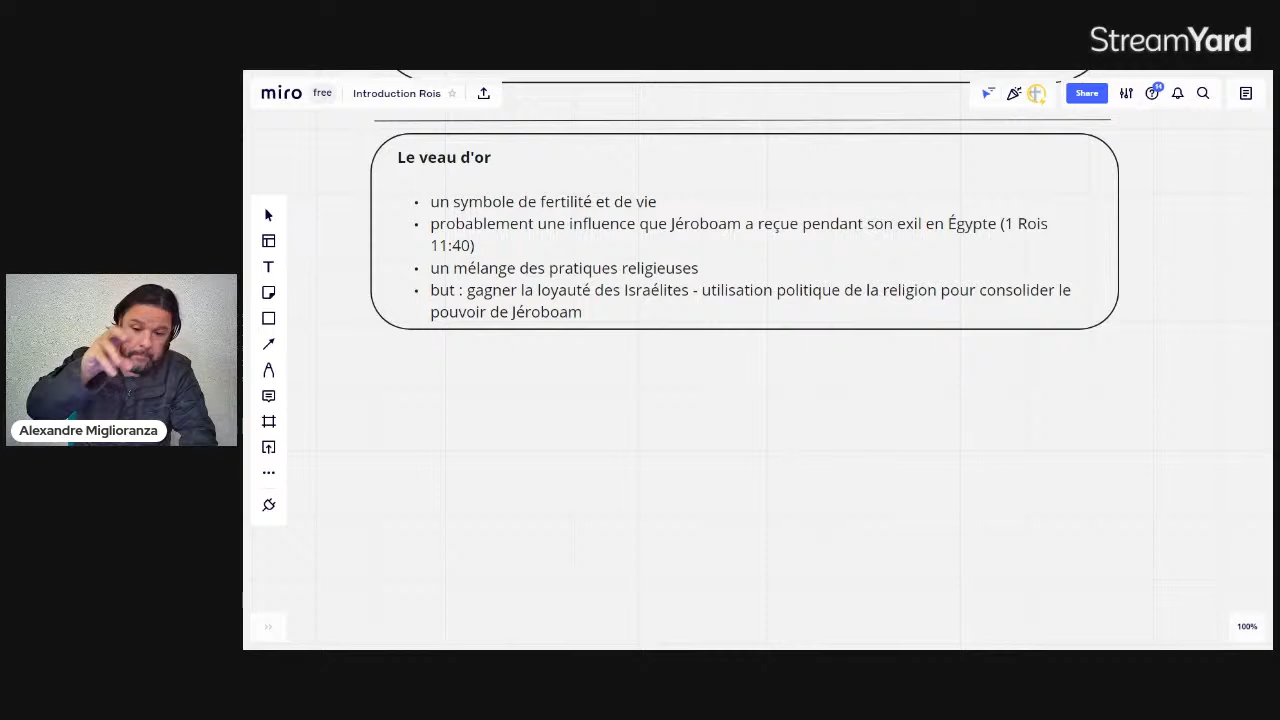 StreamYard
miro free Introduction Rois Share 14
Le veau d'or
• un symbole de fertilité et de vie
• probablement une influence que Jéroboam a reçue pendant son exil en Égypte (1 Rois
11:40)
• un mélange des pratiques religieuses
• but : gagner la loyauté des Israélites - utilisation politique de la religion pour consolider le
pouvoir de Jéroboam
Alexandre Miglioranza
100%